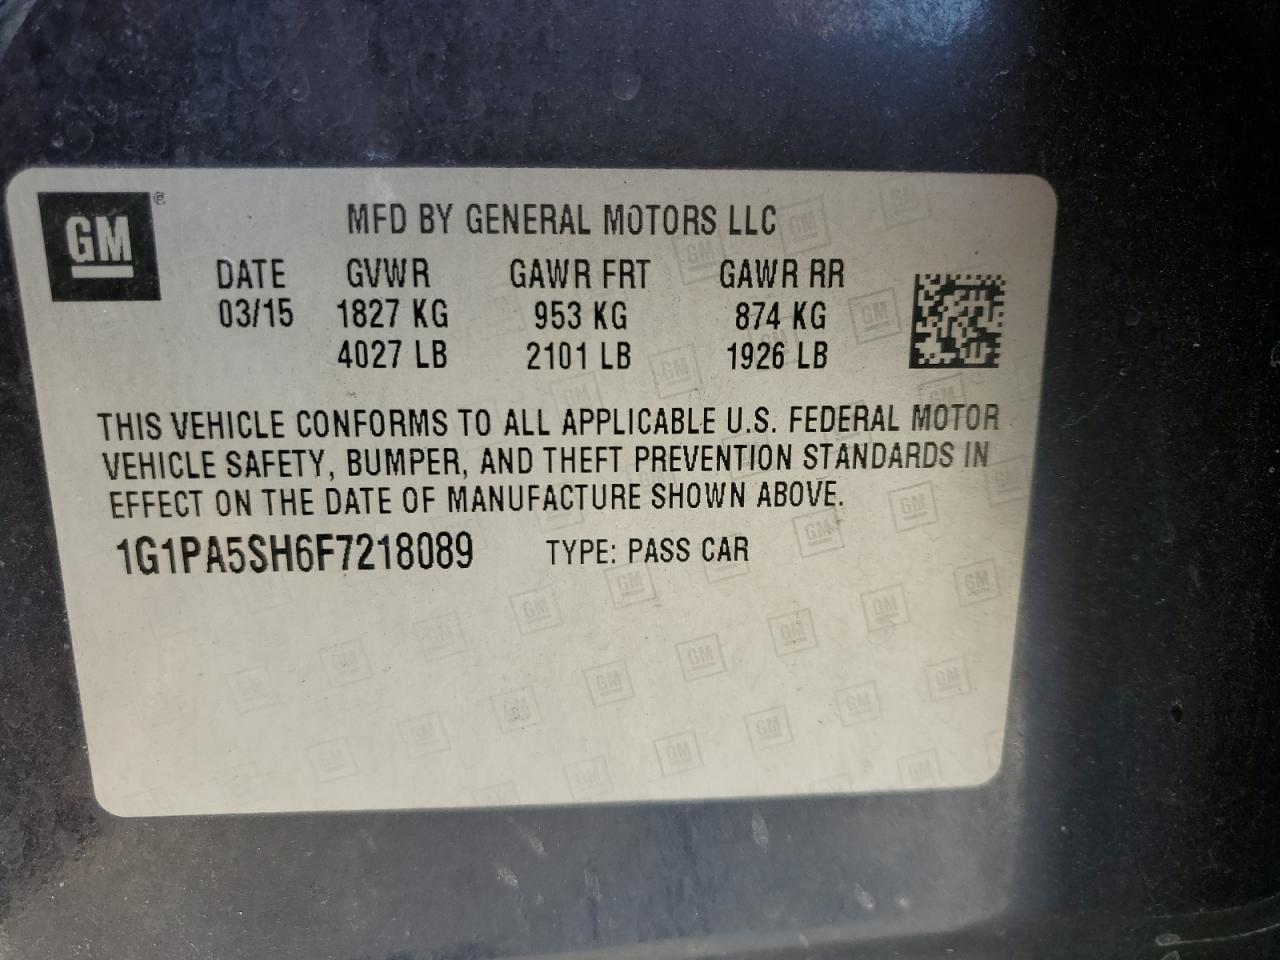 GM ®
MFD BY GENERAL MOTORS LLC
DATE GVWR GAWR FRT GAWR RR
03/15 1827 KG 953 KG 874 KG
4027 LB 2101 LB 1926 LB
THIS VEHICLE CONFORMS TO ALL APPLICABLE U.S. FEDERAL MOTOR
VEHICLE SAFETY, BUMPER, AND THEFT PREVENTION STANDARDS IN
EFFECT ON THE DATE OF MANUFACTURE SHOWN ABOVE.
1G1PA5SH6F7218089 TYPE: PASS CAR